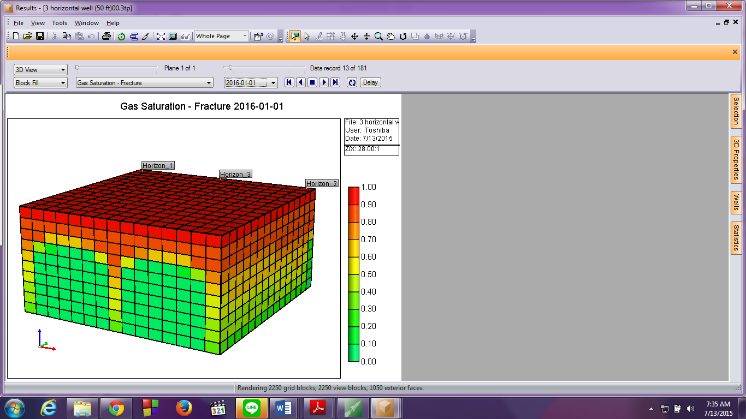 Results - [3 horizontal well (50 ft)00.3tp]
File View Tools Window Help
Whole Page
3D View
Plane 1 of 1
Data record 13 of 181
Block Fill
Gas Saturation - Fracture
2016-01-01
Delay
Gas Saturation - Fracture 2016-01-01
File: 3 horizontal w
User: Toshiba
Date: 7/13/2015
Z/X: 28.00:1
Horizon_1
Horizon_3
Horizon_2
1.00
0.90
0.80
0.70
0.60
0.50
0.40
0.30
0.20
0.10
0.00
Selection
3D Properties
Wells
Statistics
Rendering 2250 grid blocks, 2250 view blocks, 1050 exterior faces.
321
LINE
7:35 AM
7/13/2015